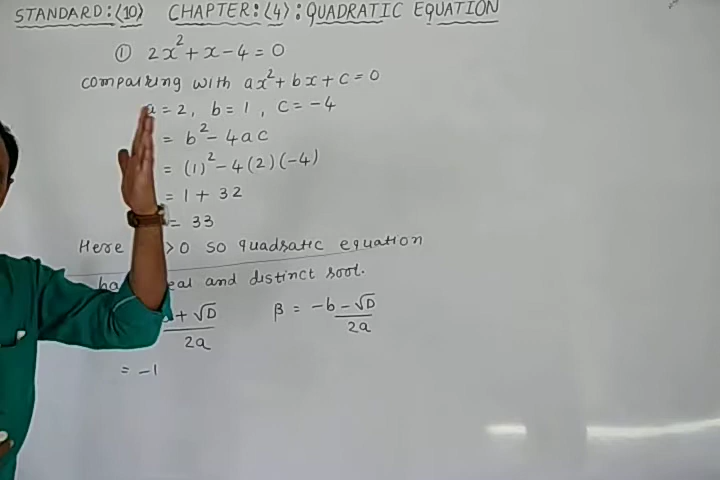 STANDARD:⟨10⟩ CHAPTER:⟨4⟩: QUADRATIC EQUATION
① 2x²+x-4=0
comparing with ax²+bx+c=0
a=2, b=1, c=-4
= b²-4ac
= (1)²-4(2)(-4)
= 1+32
= 33
Here >0 so quadratic equation
and distinct root.
+√D/2a β = -b-√D/2a
= -1